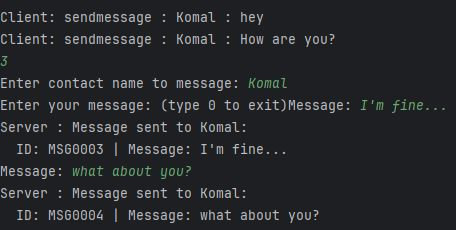 Client: sendmessage : Komal : hey
Client: sendmessage : Komal : How are you?
3
Enter contact name to message: Komal
Enter your message: (type 0 to exit)Message: I'm fine...
Server : Message sent to Komal:
  ID: MSG0003 | Message: I'm fine...
Message: what about you?
Server : Message sent to Komal:
  ID: MSG0004 | Message: what about you?